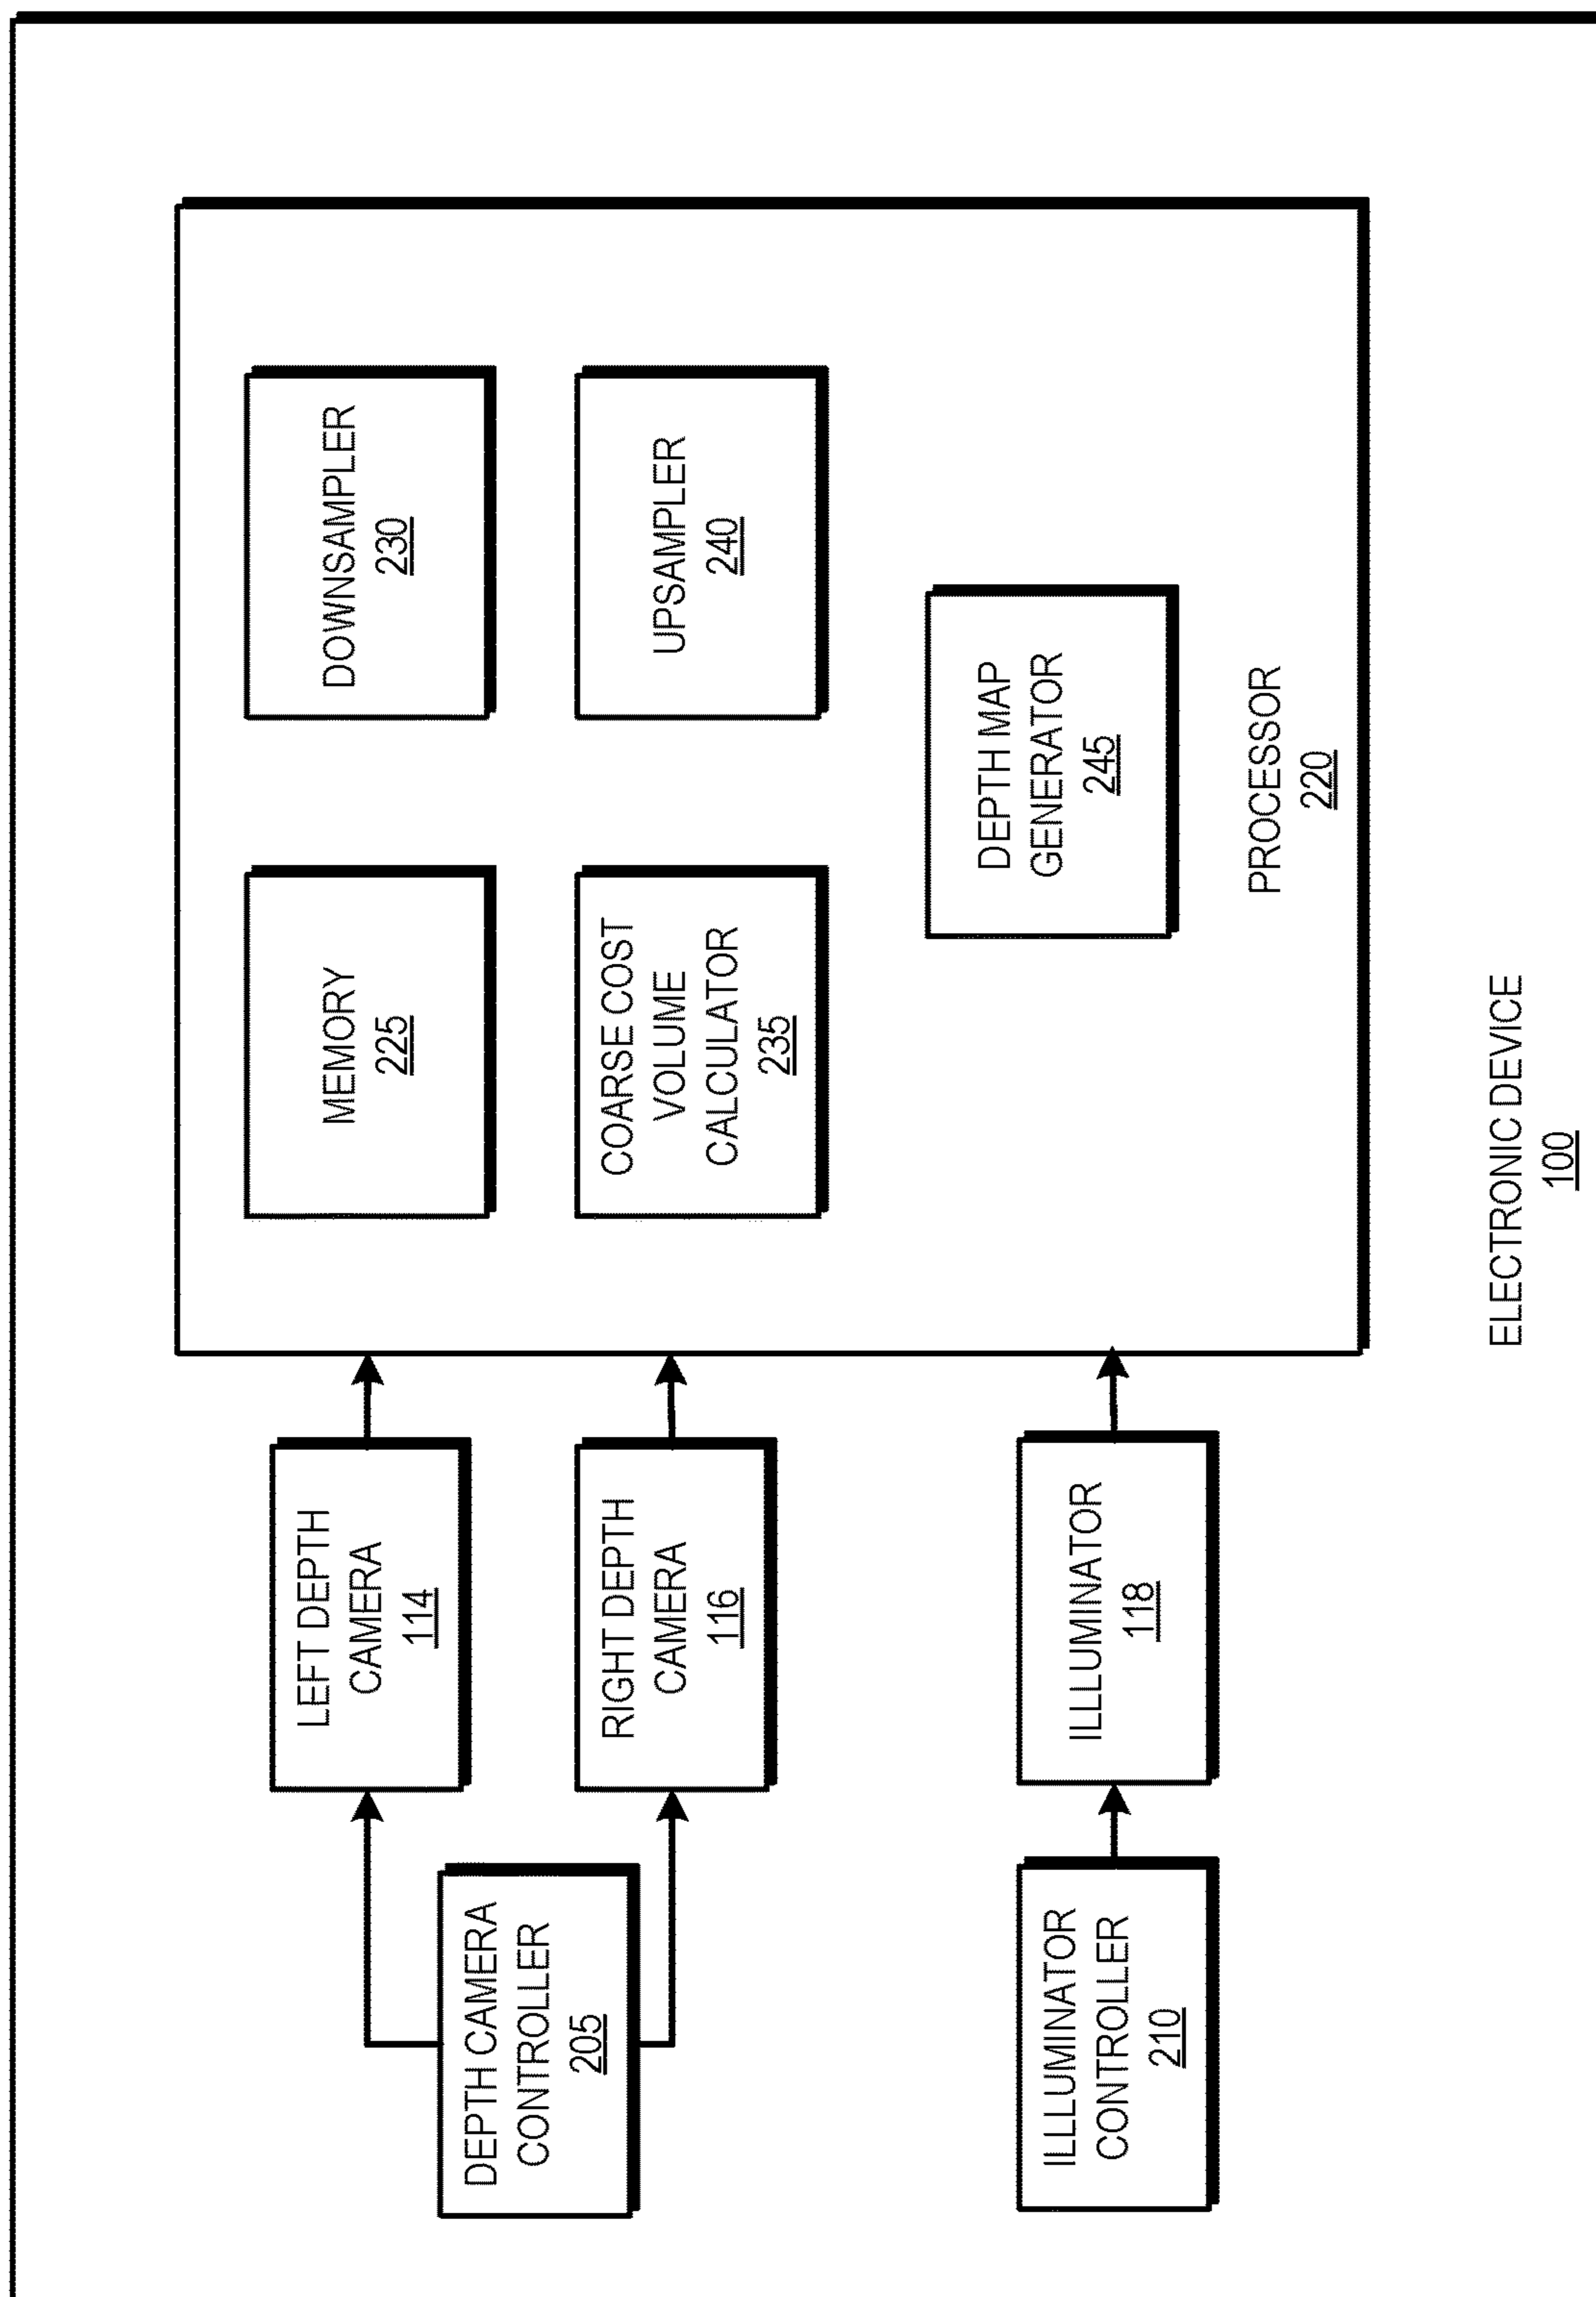 DEPTH CAMERA
CONTROLLER
205
LEFT DEPTH
CAMERA
114
RIGHT DEPTH
CAMERA
116
ILLLUMINATOR
CONTROLLER
210
ILLLUMINATOR
118
MEMORY
225
DOWNSAMPLER
230
COARSE COST
VOLUME
CALCULATOR
235
UPSAMPLER
240
DEPTH MAP
GENERATOR
245
PROCESSOR
220
ELECTRONIC DEVICE
100